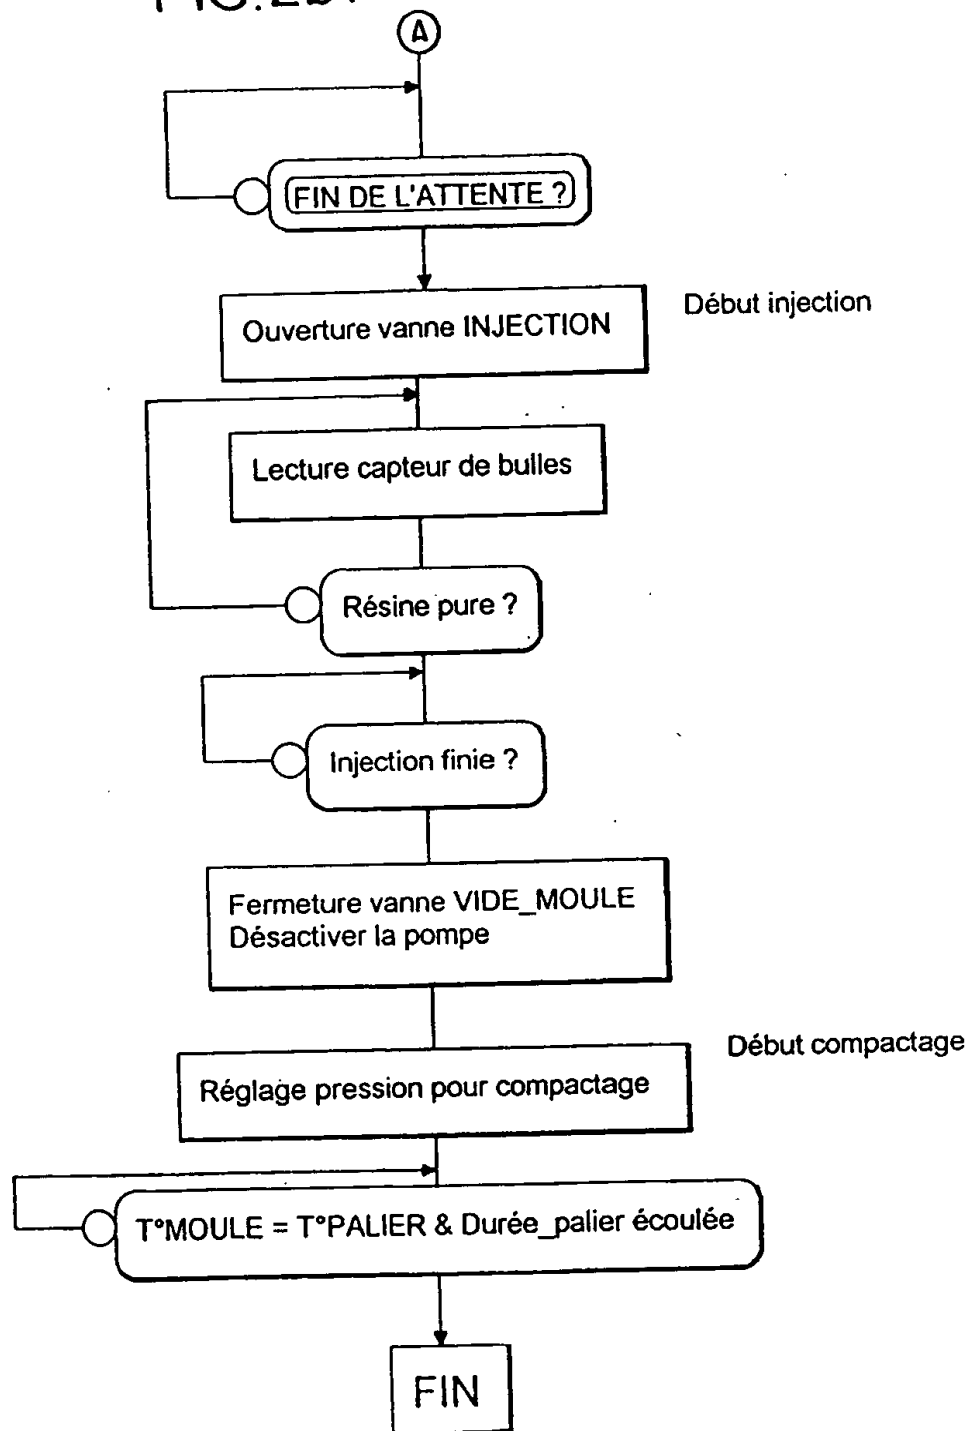 A
FIN DE L'ATTENTE ?
Ouverture vanne INJECTION
Début injection
Lecture capteur de bulles
Résine pure ?
Injection finie ?
Fermeture vanne VIDE_MOULE
Désactiver la pompe
Début compactage
Réglage pression pour compactage
T°MOULE = T°PALIER & Durée_palier écoulée
FIN